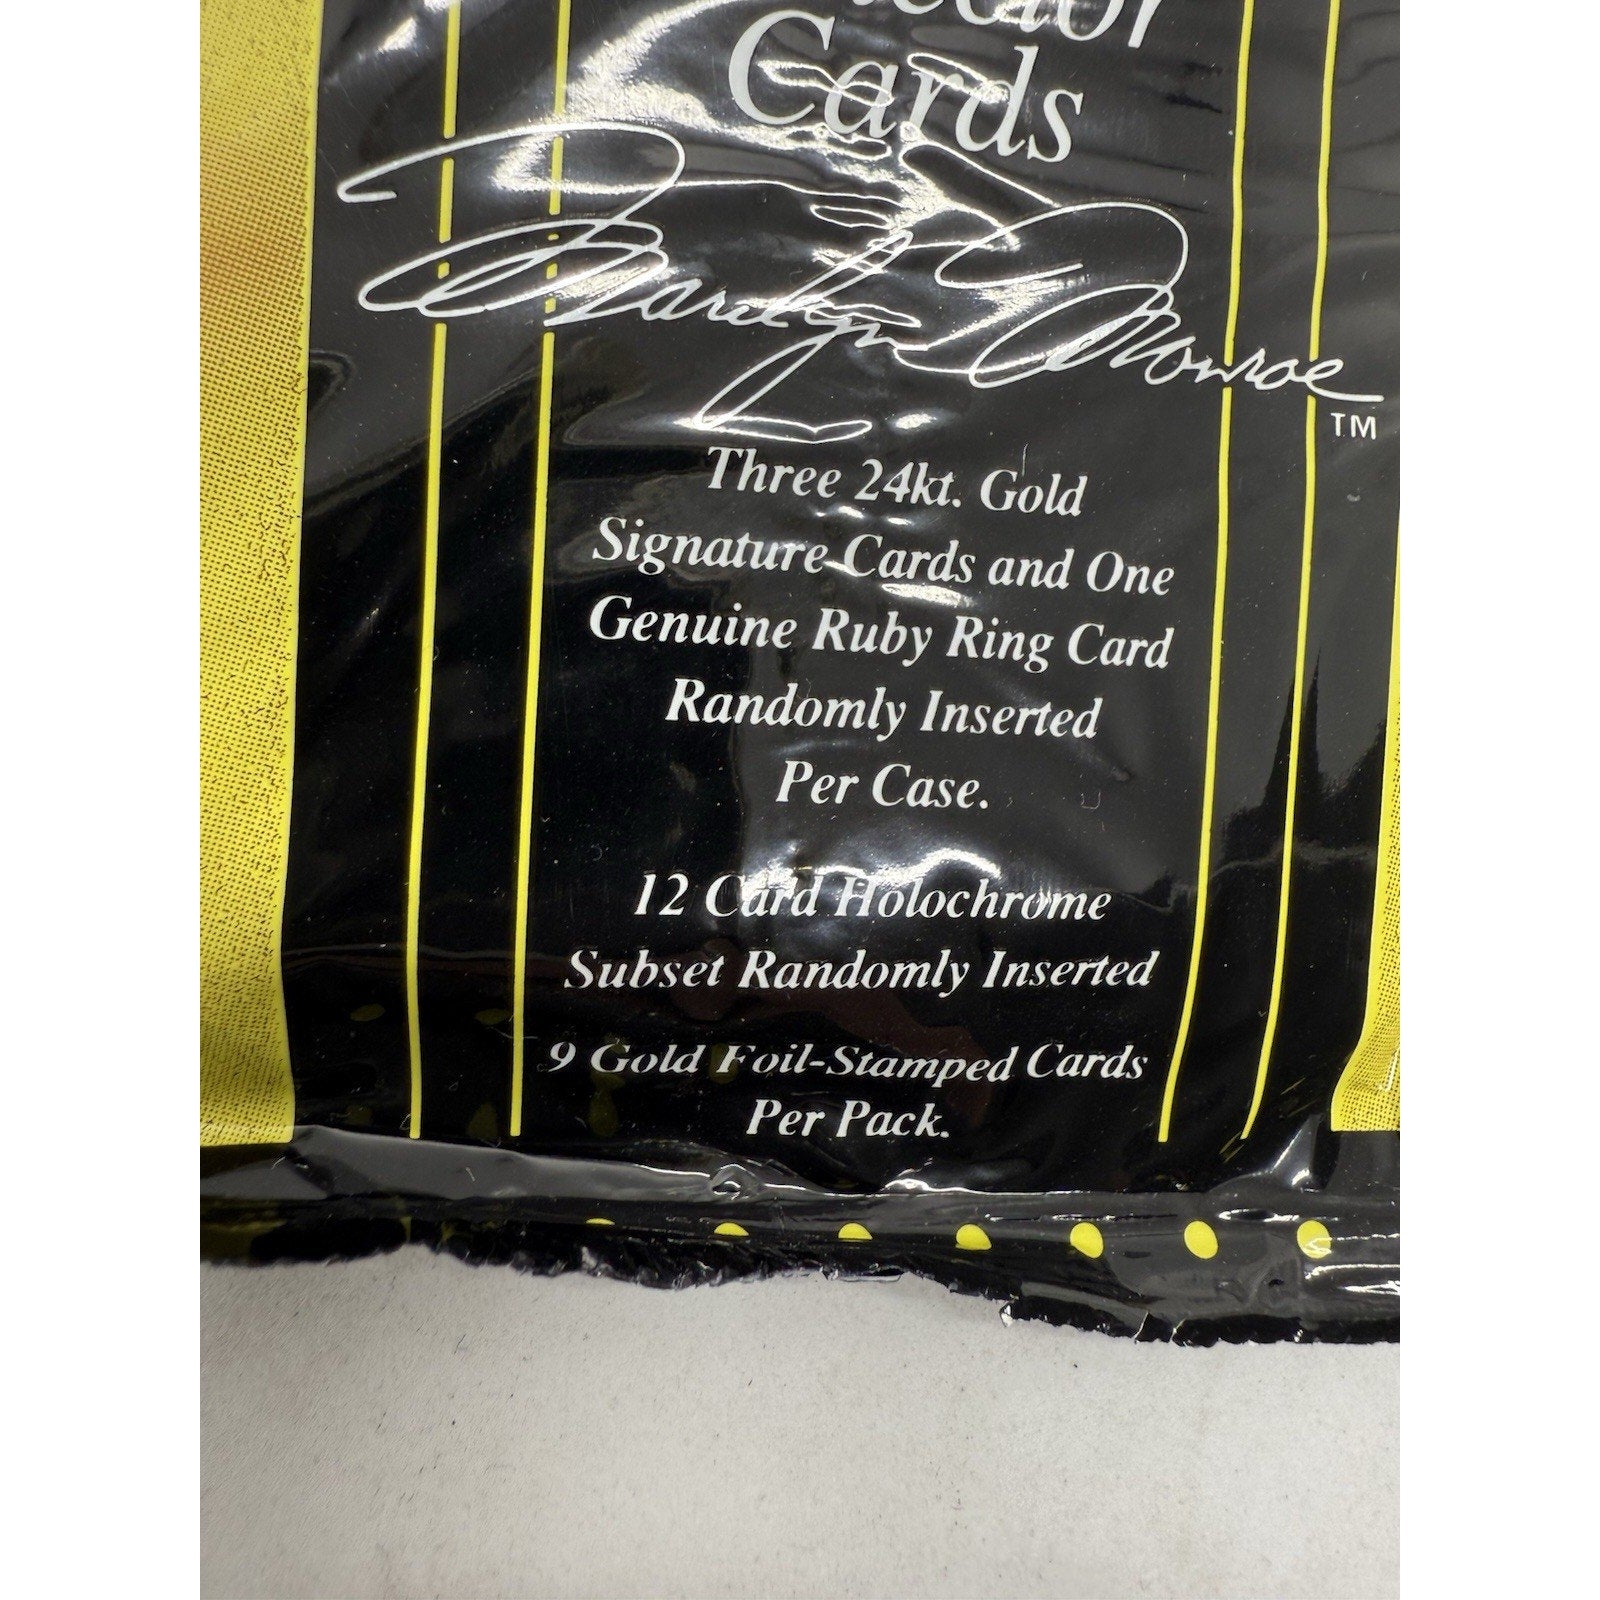 Cards
Marilyn Monroe
TM
Three 24kt. Gold
Signature Cards and One
Genuine Ruby Ring Card
Randomly Inserted
Per Case.
12 Card Holochrome
Subset Randomly Inserted
9 Gold Foil-Stamped Cards
Per Pack.